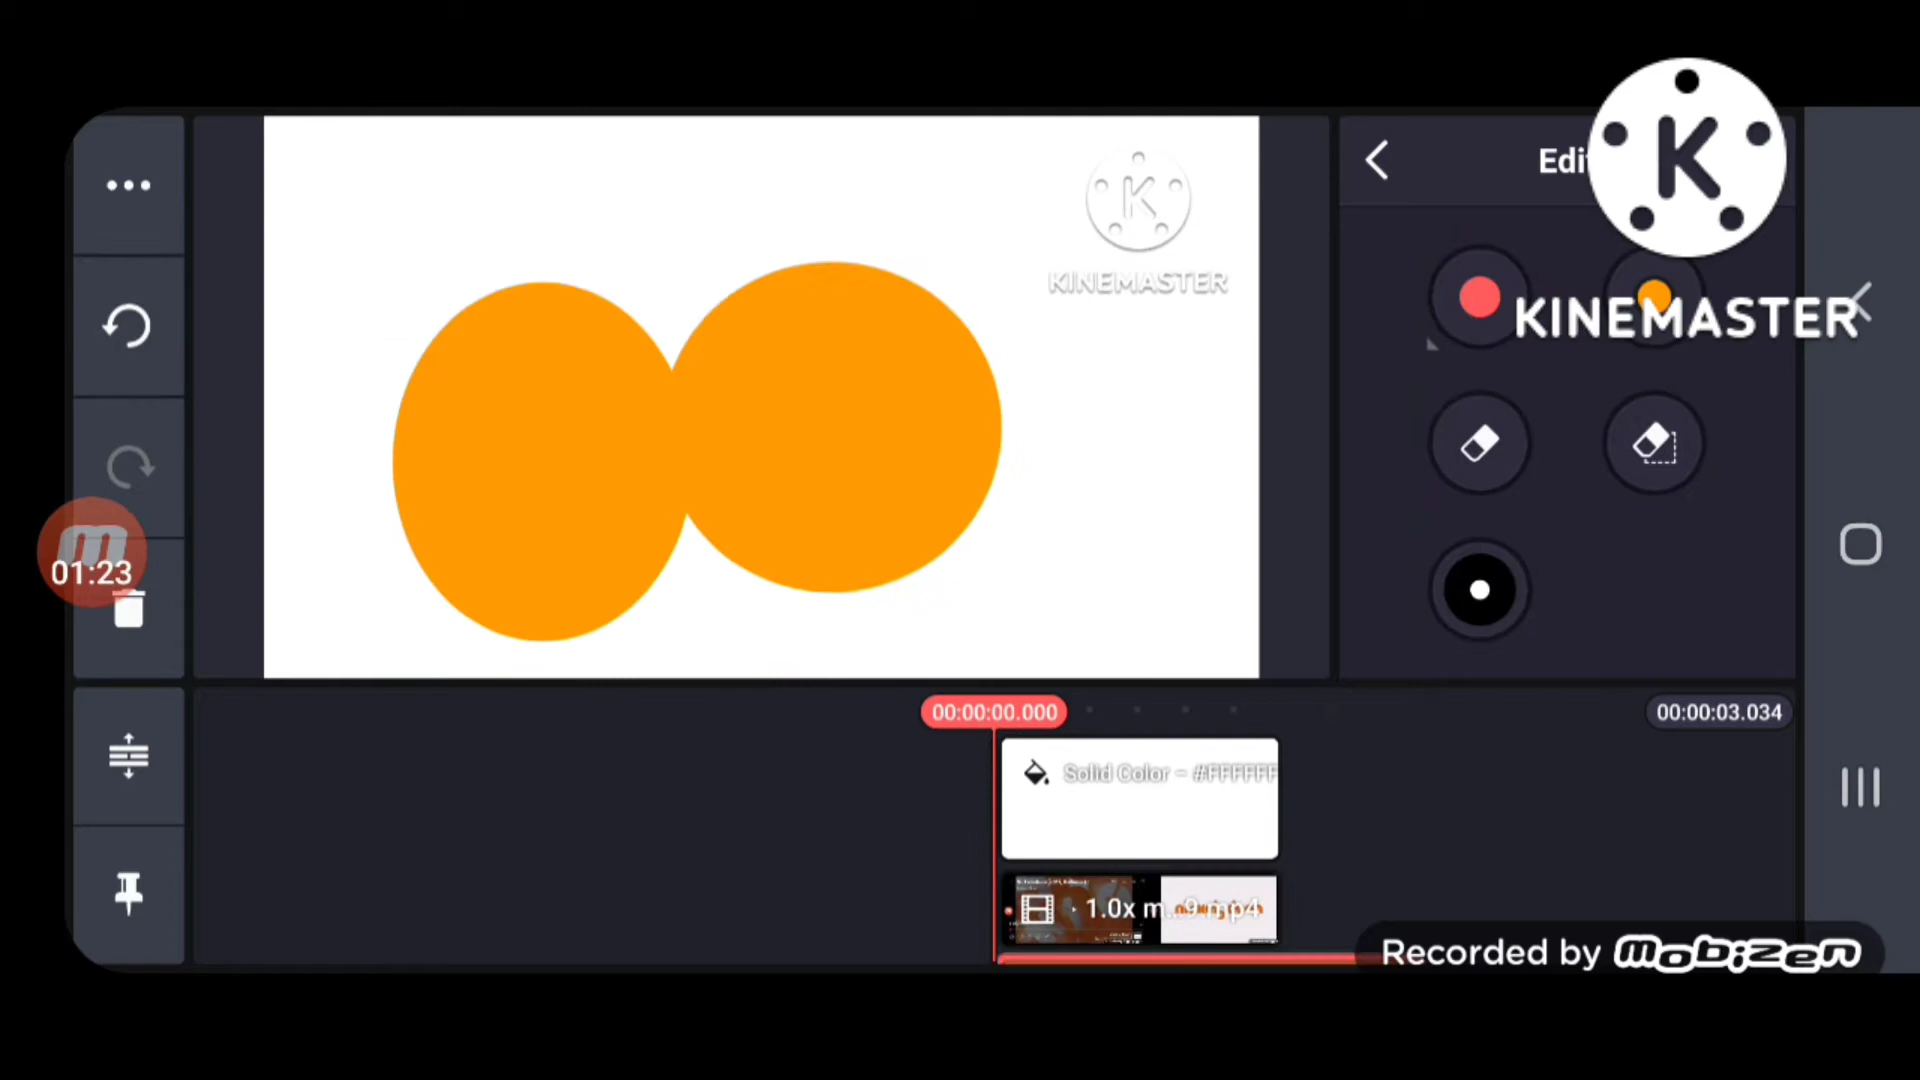 K
KINEMASTER
Edi
K
KINEMASTER
m
01:23
00:00:00.000
00:00:03.034
Solid Color – #FFFFFF
1.0x m...9.mp4
Recorded by mobizen